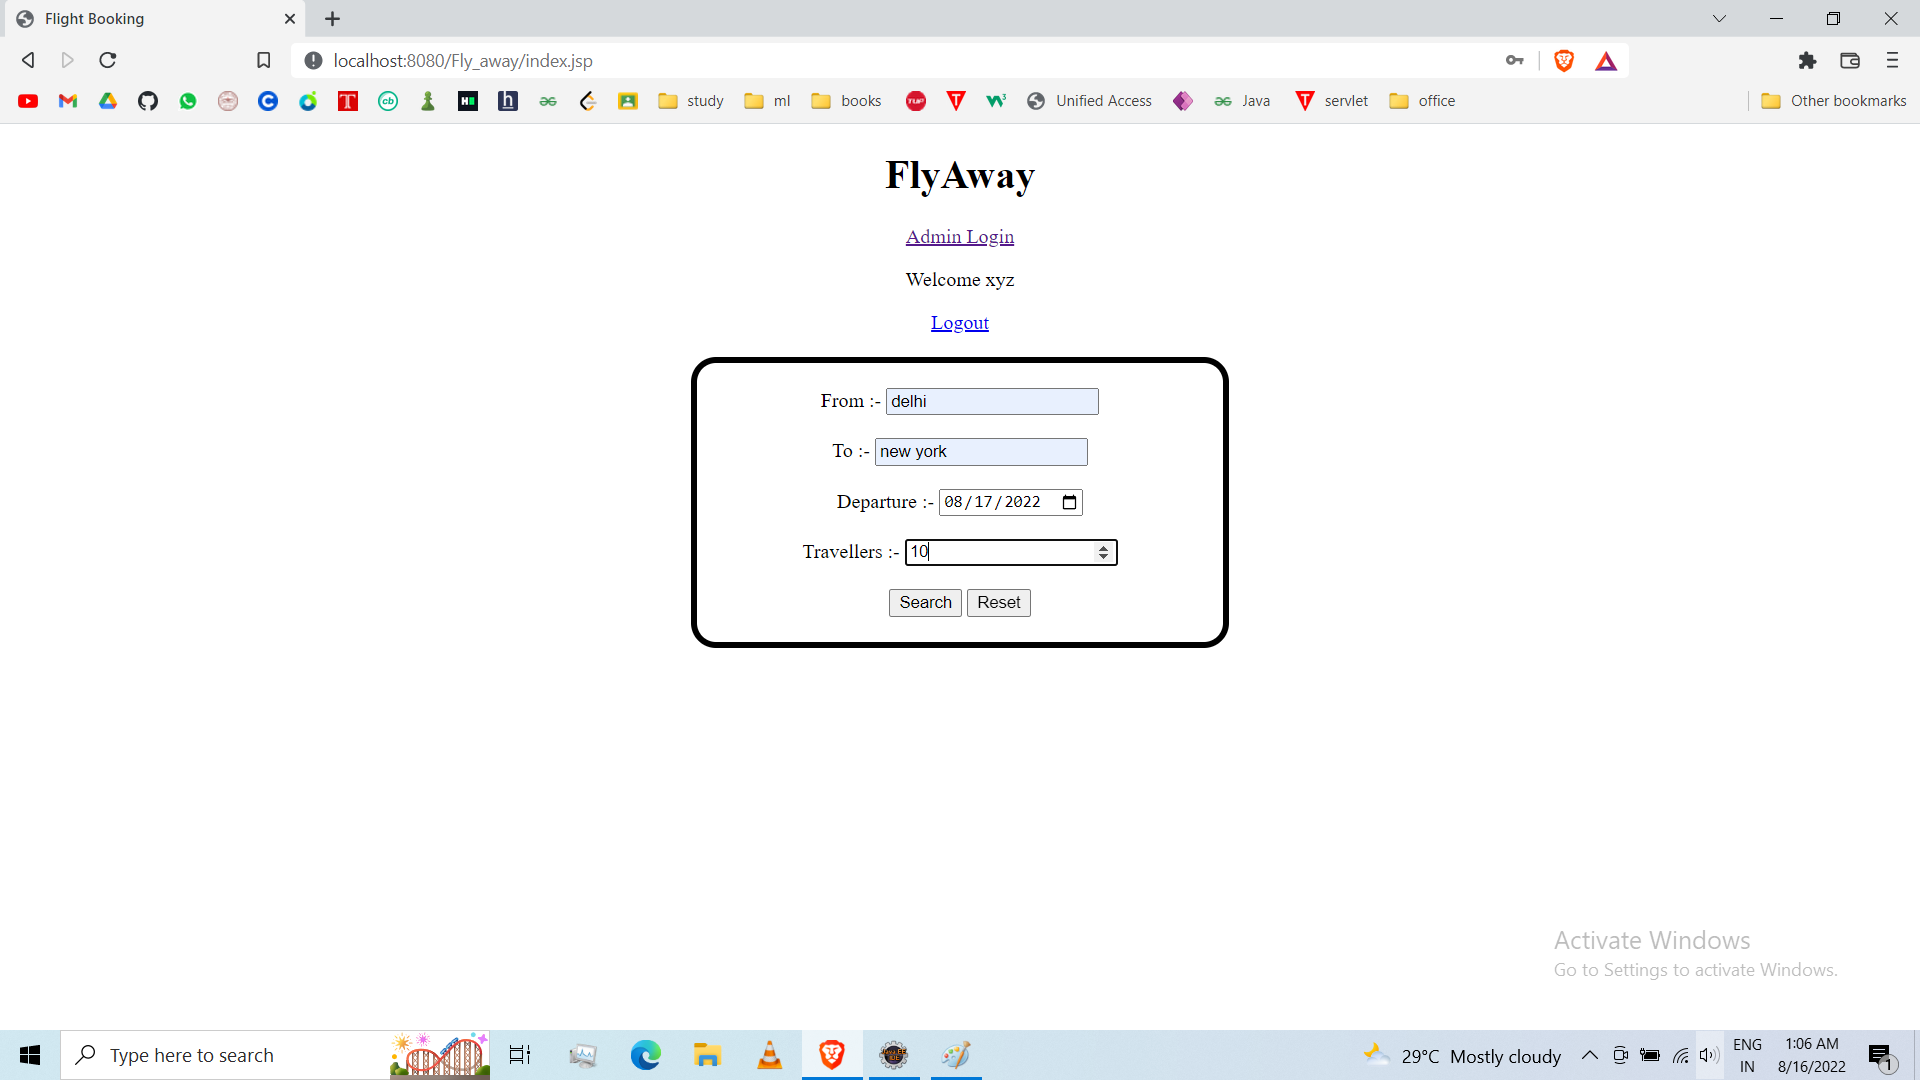 Flight Booking
localhost:8080/Fly_away/index.jsp
study ml books Unified Access Java servlet office Other bookmarks
FlyAway
Admin Login
Welcome xyz
Logout
From :- delhi
To :- new york
Departure :- 08/17/2022
Travellers :- 10
Search Reset
Activate Windows
Go to Settings to activate Windows.
Type here to search
29°C Mostly cloudy
ENG
IN
1:06 AM
8/16/2022
1